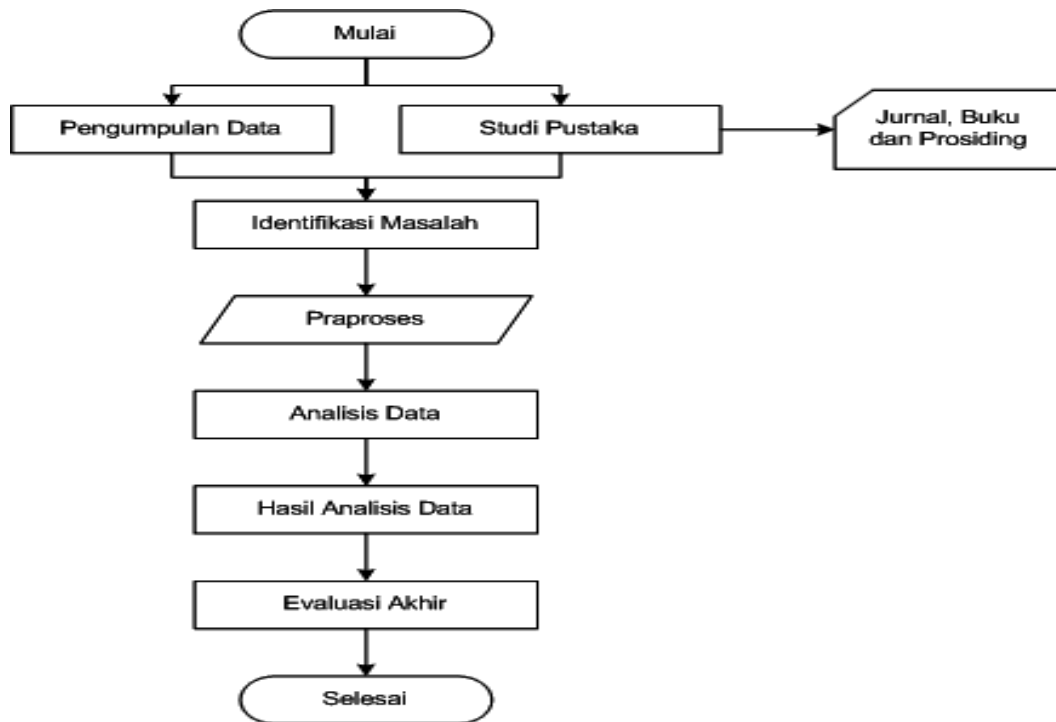 Mulai
Pengumpulan Data
Studi Pustaka
Jurnal, Buku
dan Prosiding
Identifikasi Masalah
Praproses
Analisis Data
Hasil Analisis Data
Evaluasi Akhir
Selesai